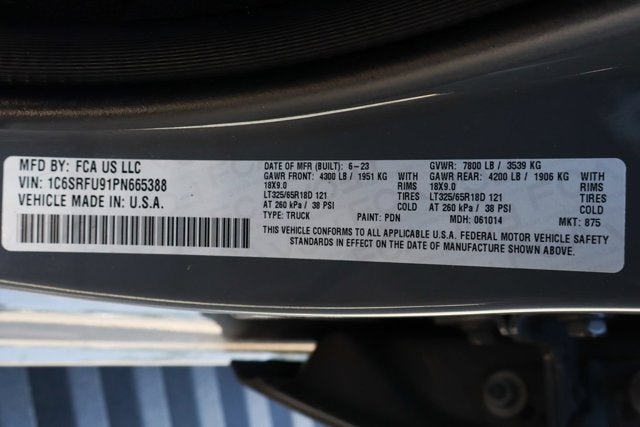 MFD BY: FCA US LLC
VIN: 1C6SRFU91PN665388
VEHICLE MADE IN: U.S.A.
DATE OF MFR (BUILT): 6-23
GAWR FRONT: 4300 LB / 1951 KG WITH
18X9.0 RIMS
LT325/65R18D 121 TIRES
AT 260 kPa / 38 PSI COLD
TYPE: TRUCK PAINT: PDN
GVWR: 7800 LB / 3539 KG
GAWR REAR: 4200 LB / 1906 KG WITH
18X9.0 RIMS
LT325/65R18D 121 TIRES
AT 260 kPa / 38 PSI COLD
MDH: 061014 MKT: 875
THIS VEHICLE CONFORMS TO ALL APPLICABLE U.S.A. FEDERAL MOTOR VEHICLE SAFETY
STANDARDS IN EFFECT ON THE DATE OF MANUFACTURE SHOWN ABOVE.